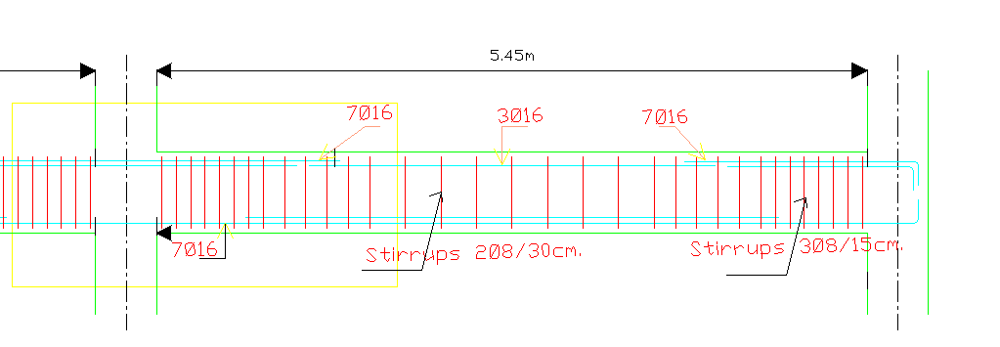 5.45m
7Ø16
3Ø16
7Ø16
7Ø16
Stirrups 2Ø8/30cm.
Stirrups 3Ø8/15cm.